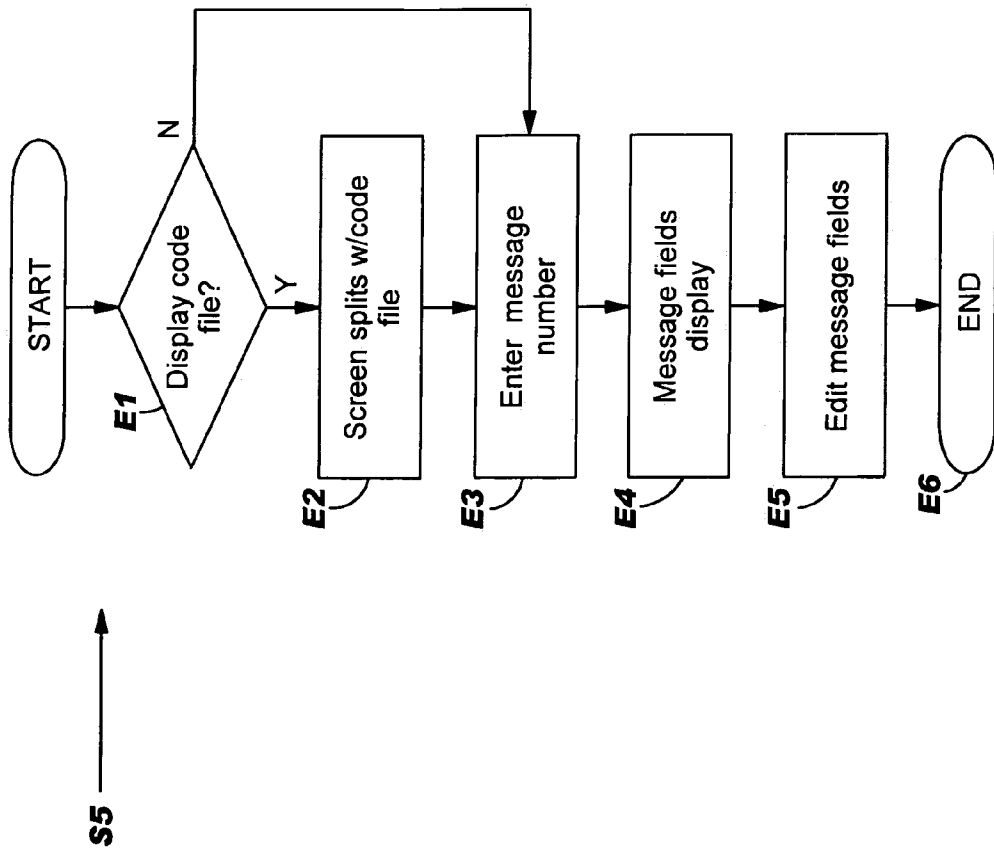 S5
START
E1
Display code
file?
N
Y
E2
Screen splits w/code
file
E3
Enter message
number
E4
Message fields
display
E5
Edit message fields
E6
END